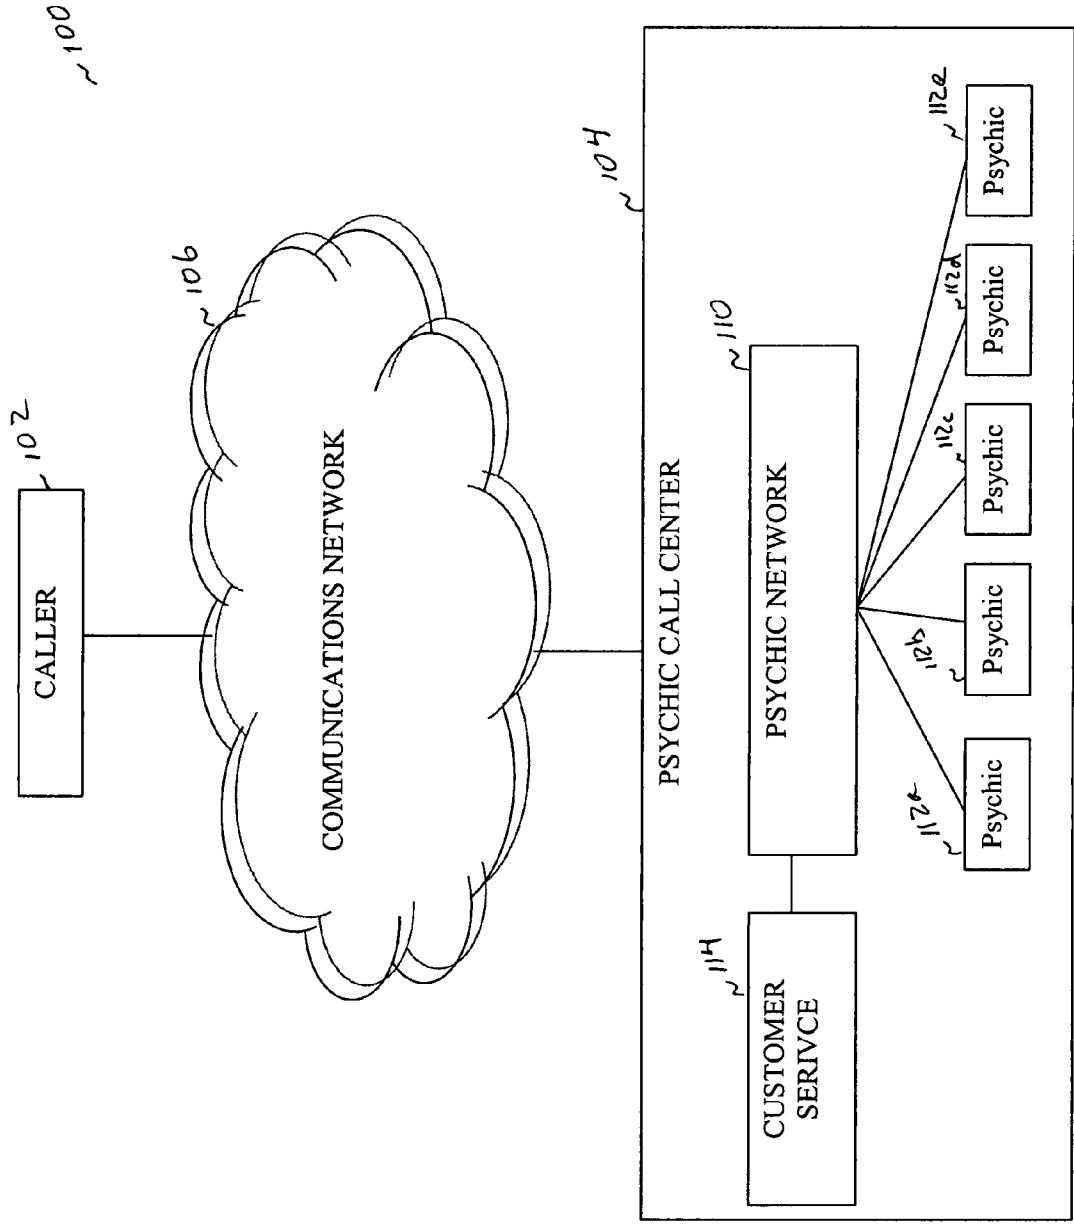 100
102
CALLER
106
COMMUNICATIONS NETWORK
104
PSYCHIC CALL CENTER
114
CUSTOMER
SERIVCE
110
PSYCHIC NETWORK
112a
Psychic
112b
Psychic
112c
Psychic
112d
Psychic
112e
Psychic